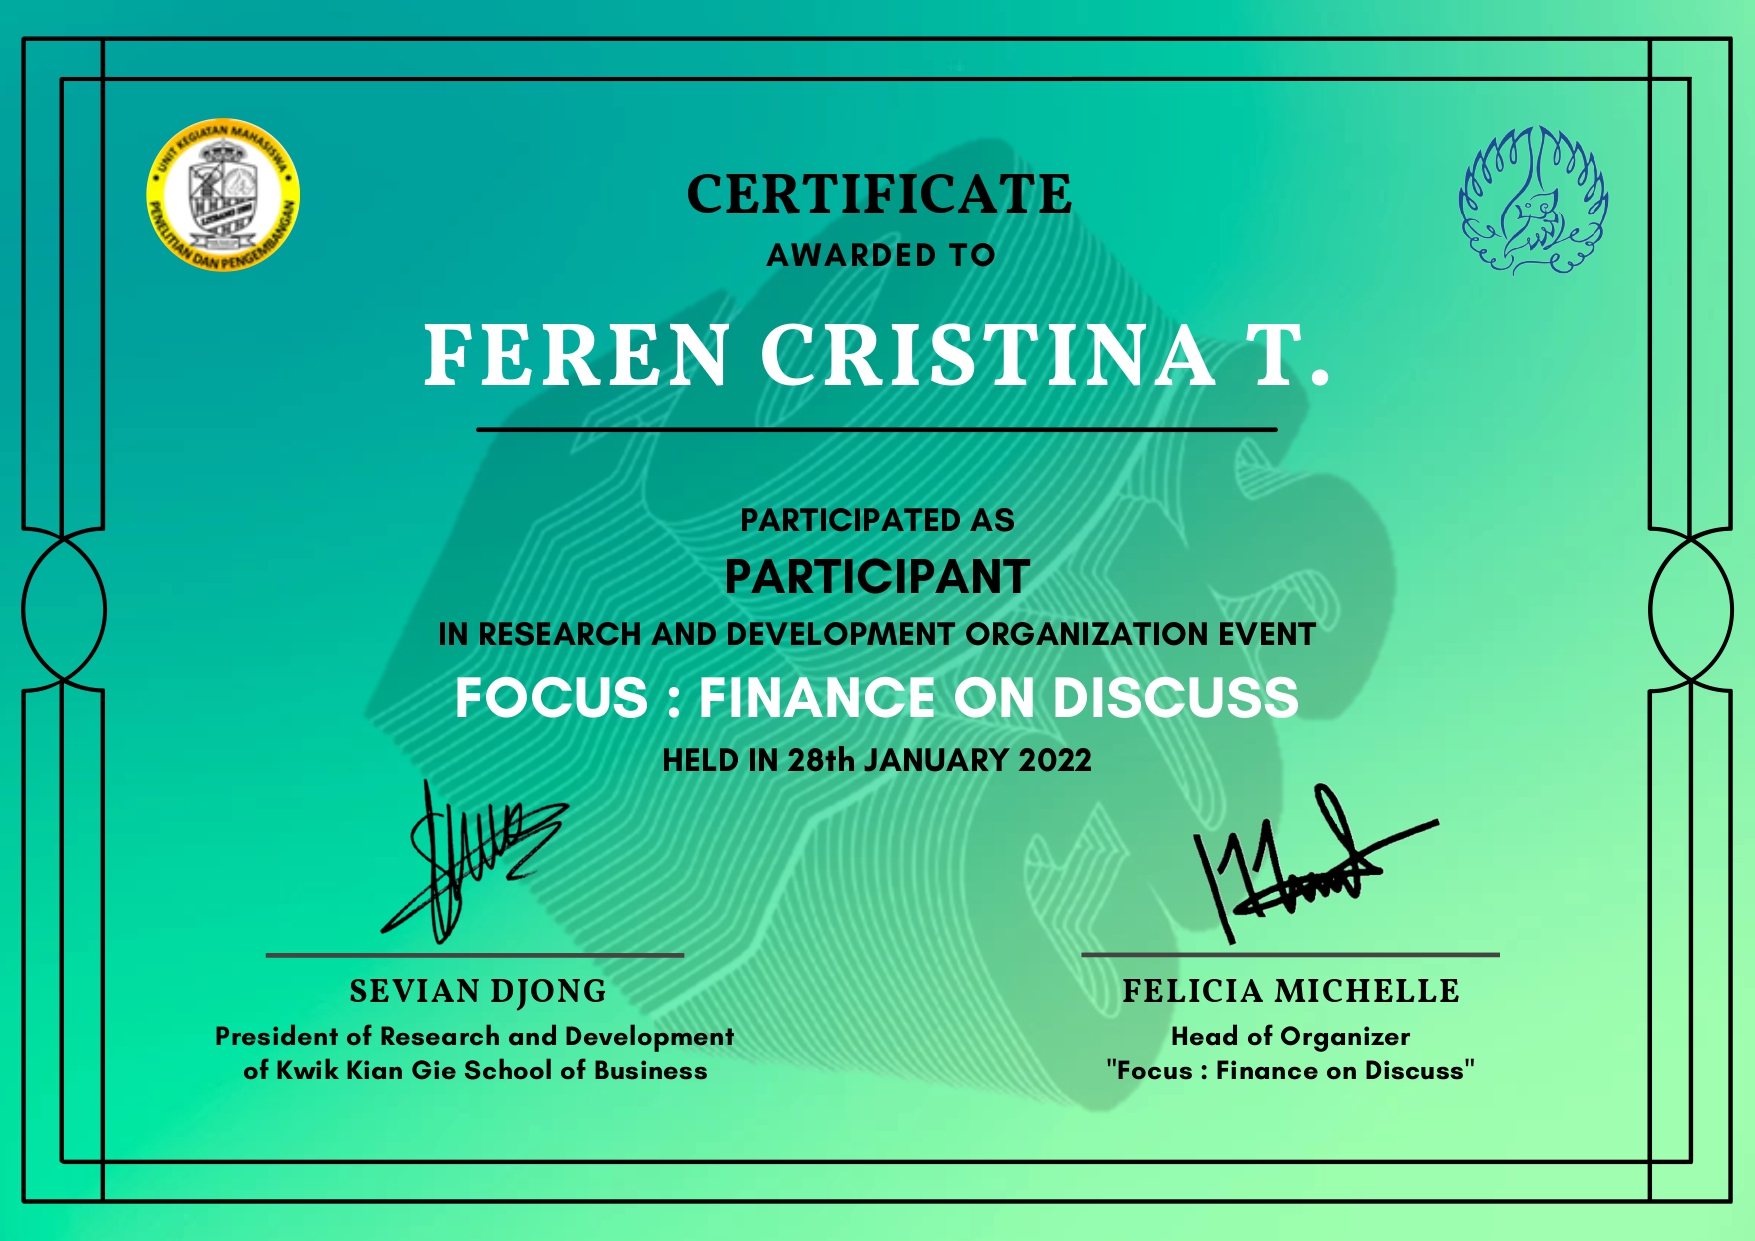 UNIT KEGIATAN MAHASISWA
PENELITIAN DAN PENGEMBANGAN
CERTIFICATE
AWARDED TO
FEREN CRISTINA T.
PARTICIPATED AS
PARTICIPANT
IN RESEARCH AND DEVELOPMENT ORGANIZATION EVENT
FOCUS : FINANCE ON DISCUSS
HELD IN 28th JANUARY 2022
SEVIAN DJONG
President of Research and Development
of Kwik Kian Gie School of Business
FELICIA MICHELLE
Head of Organizer
"Focus : Finance on Discuss"